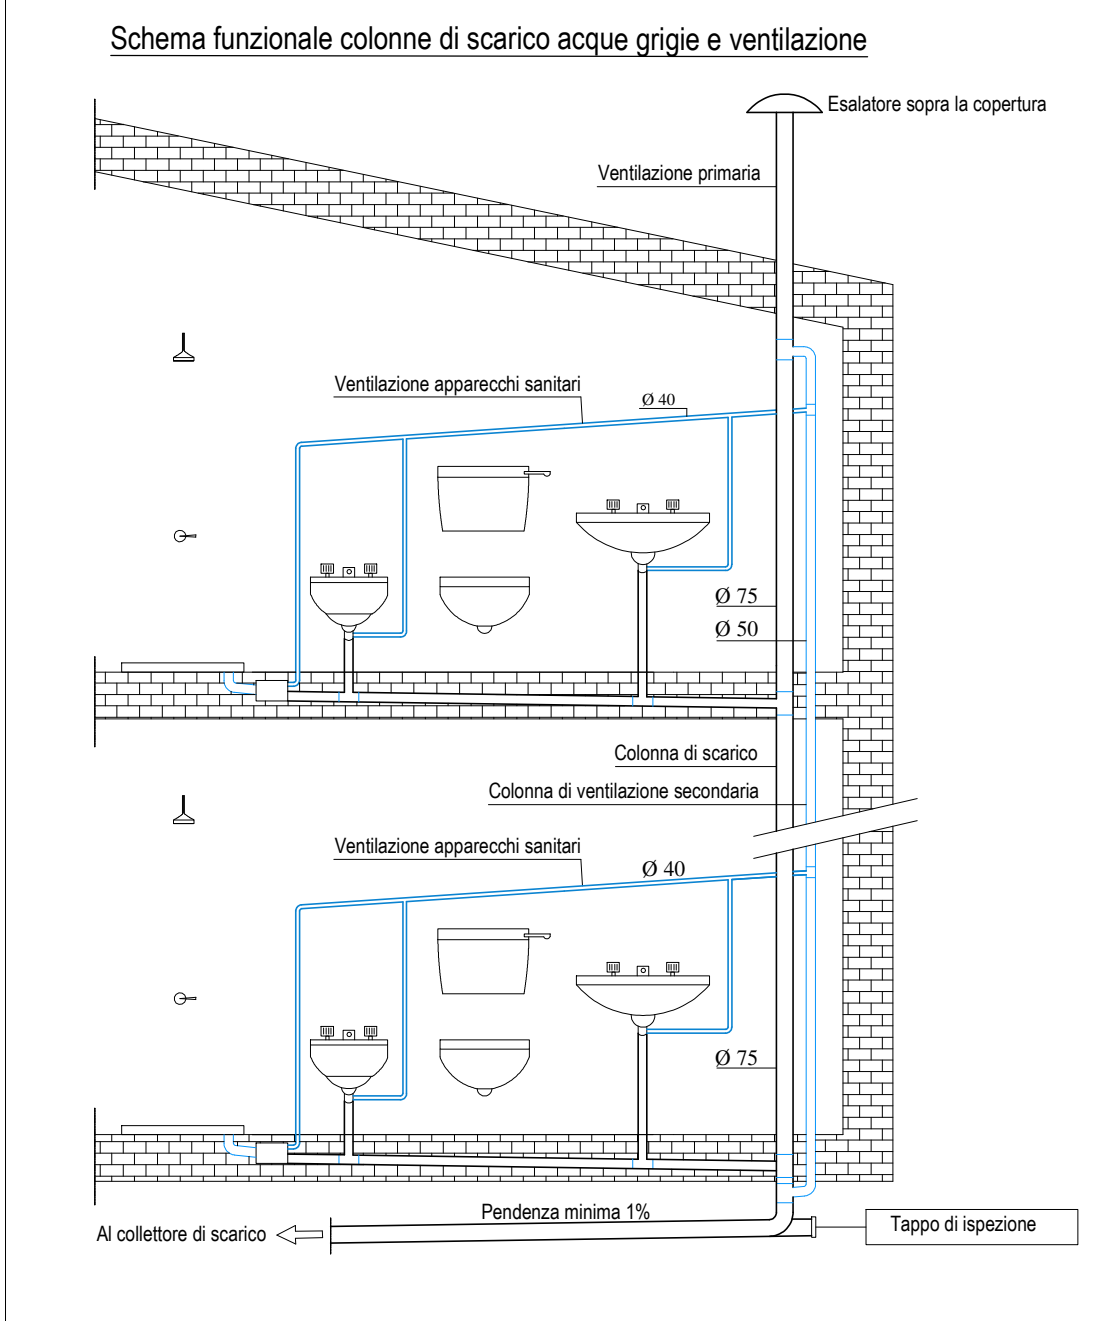 Schema funzionale colonne di scarico acque grigie e ventilazione
Esalatore sopra la copertura
Ventilazione primaria
Ventilazione apparecchi sanitari
Ø 40
Ø 75
Ø 50
Colonna di scarico
Colonna di ventilazione secondaria
Ventilazione apparecchi sanitari
Ø 40
Ø 75
Pendenza minima 1%
Al collettore di scarico
Tappo di ispezione